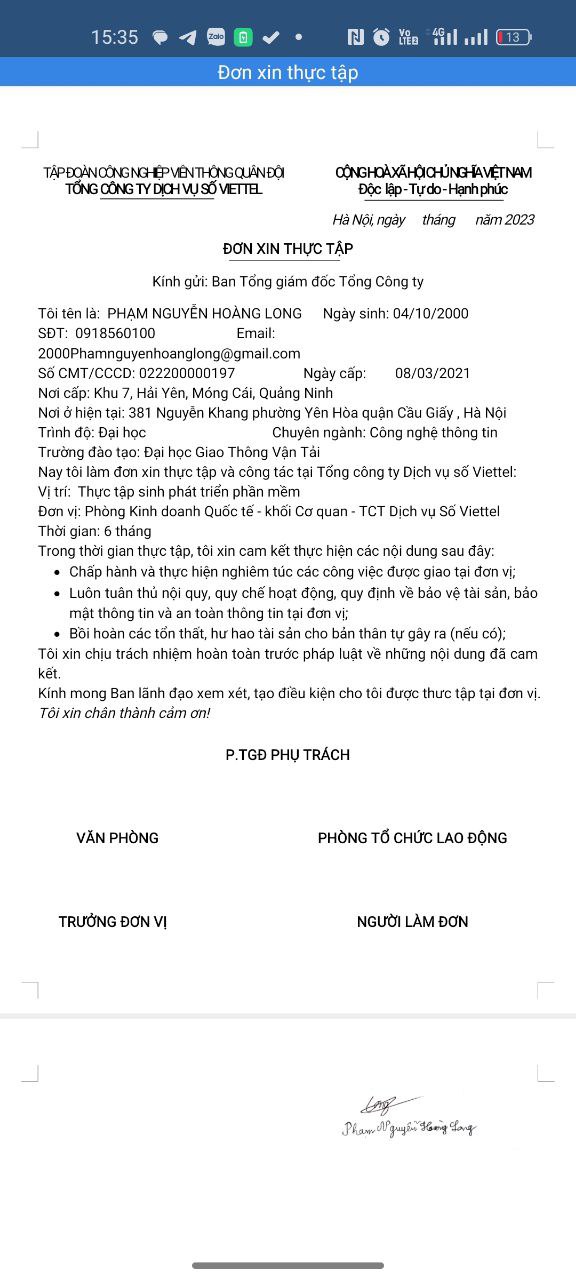 15:35 Zalo Vo LTE2 4G 13
Đơn xin thực tập
TẬP ĐOÀN CÔNG NGHIỆP VIỄN THÔNG QUÂN ĐỘI
TỔNG CÔNG TY DỊCH VỤ SỐ VIETTEL
CỘNG HOÀ XÃ HỘI CHỦ NGHĨA VIỆT NAM
Độc lập - Tự do - Hạnh phúc
Hà Nội, ngày tháng năm 2023
ĐƠN XIN THỰC TẬP
Kính gửi: Ban Tổng giám đốc Tổng Công ty
Tôi tên là: PHẠM NGUYỄN HOÀNG LONG Ngày sinh: 04/10/2000
SĐT: 0918560100 Email:
2000Phamnguyenhoanglong@gmail.com
Số CMT/CCCD: 022200000197 Ngày cấp: 08/03/2021
Nơi cấp: Khu 7, Hải Yên, Móng Cái, Quảng Ninh
Nơi ở hiện tại: 381 Nguyễn Khang phường Yên Hòa quận Cầu Giấy , Hà Nội
Trình độ: Đại học Chuyên ngành: Công nghệ thông tin
Trường đào tạo: Đại học Giao Thông Vận Tải
Nay tôi làm đơn xin thực tập và công tác tại Tổng công ty Dịch vụ số Viettel:
Vị trí: Thực tập sinh phát triển phần mềm
Đơn vị: Phòng Kinh doanh Quốc tế - khối Cơ quan - TCT Dịch vụ Số Viettel
Thời gian: 6 tháng
Trong thời gian thực tập, tôi xin cam kết thực hiện các nội dung sau đây:
• Chấp hành và thực hiện nghiêm túc các công việc được giao tại đơn vị;
• Luôn tuân thủ nội quy, quy chế hoạt động, quy định về bảo vệ tài sản, bảo
mật thông tin và an toàn thông tin tại đơn vị;
• Bồi hoàn các tổn thất, hư hao tài sản cho bản thân tự gây ra (nếu có);
Tôi xin chịu trách nhiệm hoàn toàn trước pháp luật về những nội dung đã cam
kết.
Kính mong Ban lãnh đạo xem xét, tạo điều kiện cho tôi được thưc tập tại đơn vị.
Tôi xin chân thành cảm ơn!
P.TGĐ PHỤ TRÁCH
VĂN PHÒNG PHÒNG TỔ CHỨC LAO ĐỘNG
TRƯỞNG ĐƠN VỊ NGƯỜI LÀM ĐƠN
Long
Phạm Nguyễn Hoàng Long